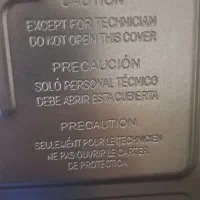 CAUTION
EXCEPT FOR TECHNICIAN
DO NOT OPEN THIS COVER
PRECAUCIÓN
SOLÓ PERSONAL TÉCNICO
DEBE ABRIR ESTA CUBIERTA
PRECAUTION
SEULEMENT POUR LE TECHNICIEN
NE PAS OUVRIR LE CARTER
DE PROTECTION